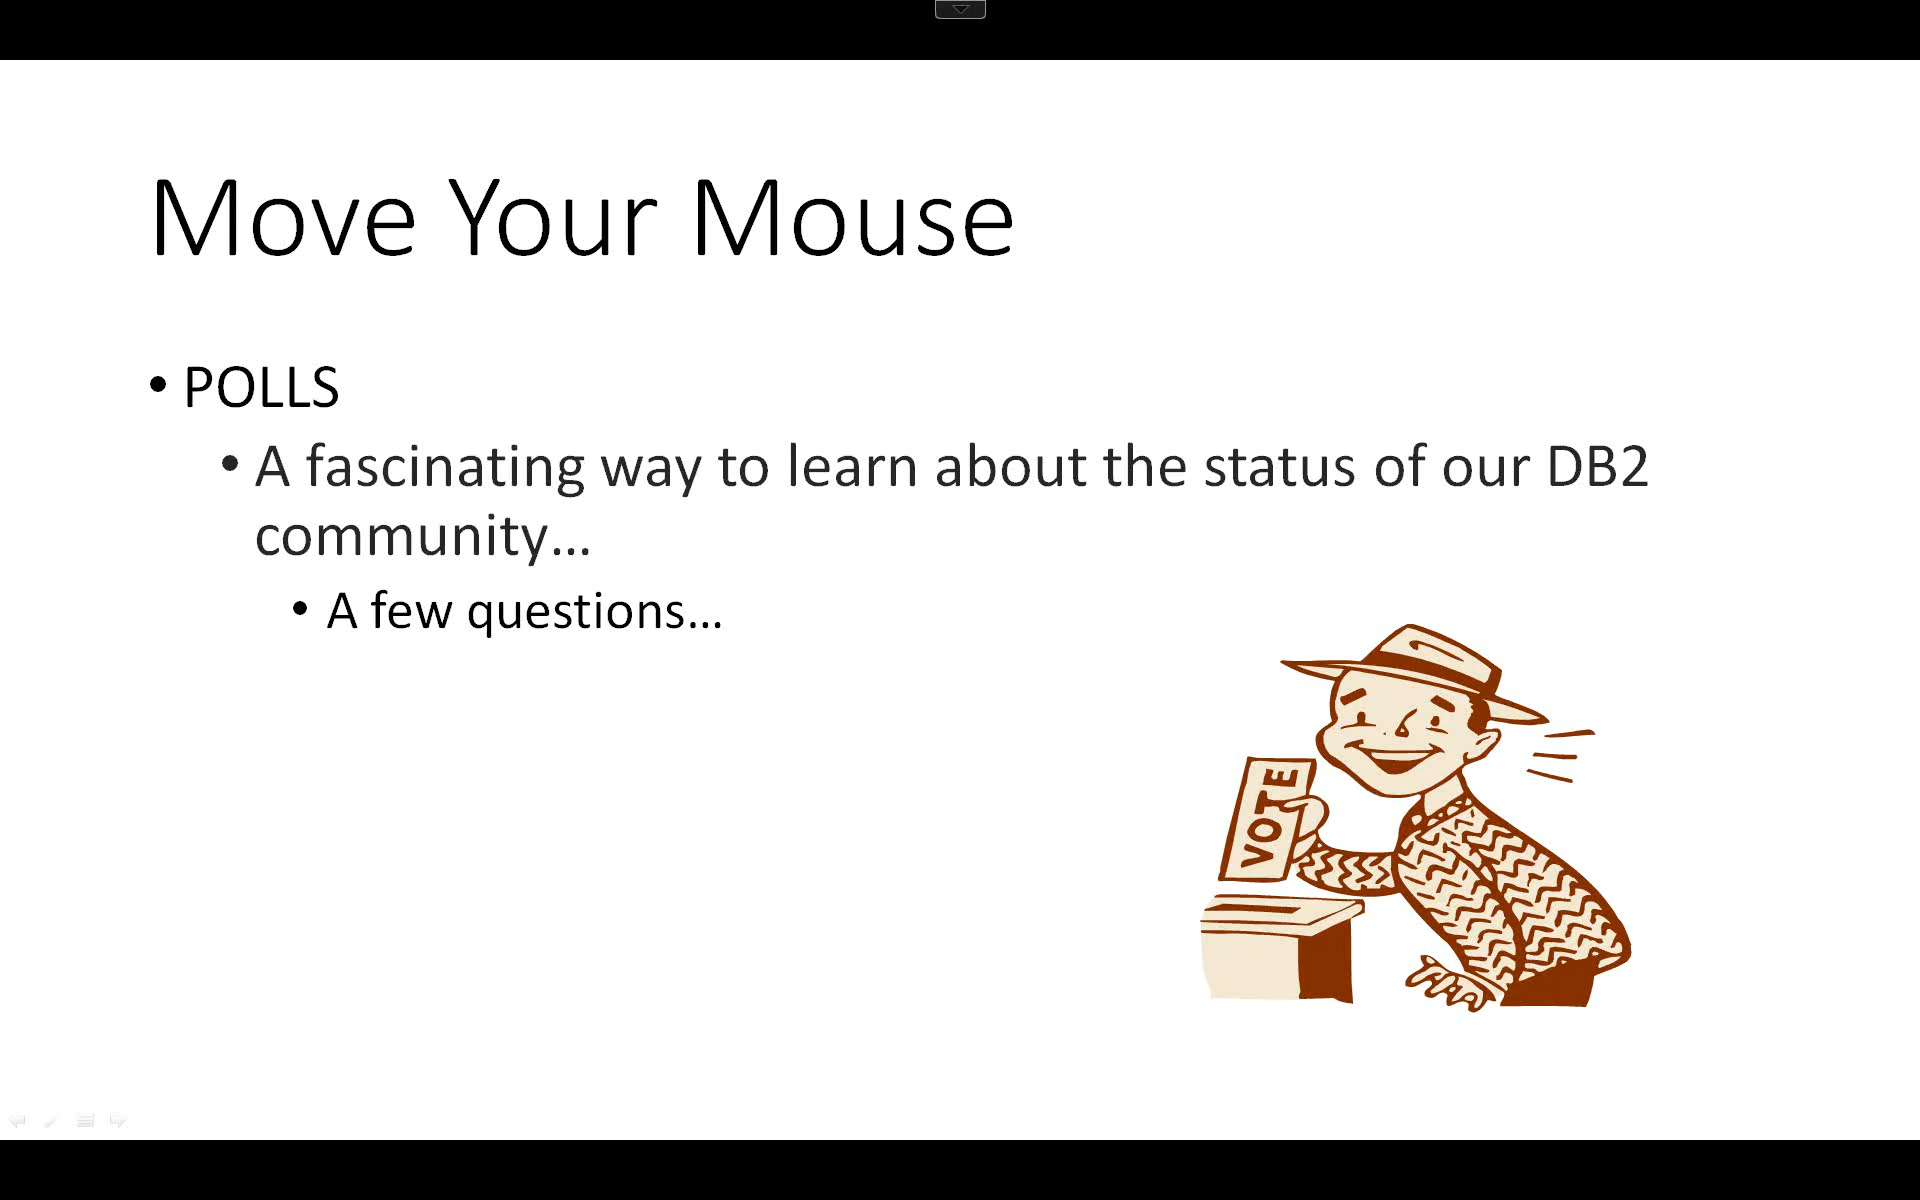 Move Your Mouse
• POLLS
• A fascinating way to learn about the status of our DB2
community...
• A few questions...
VOTE